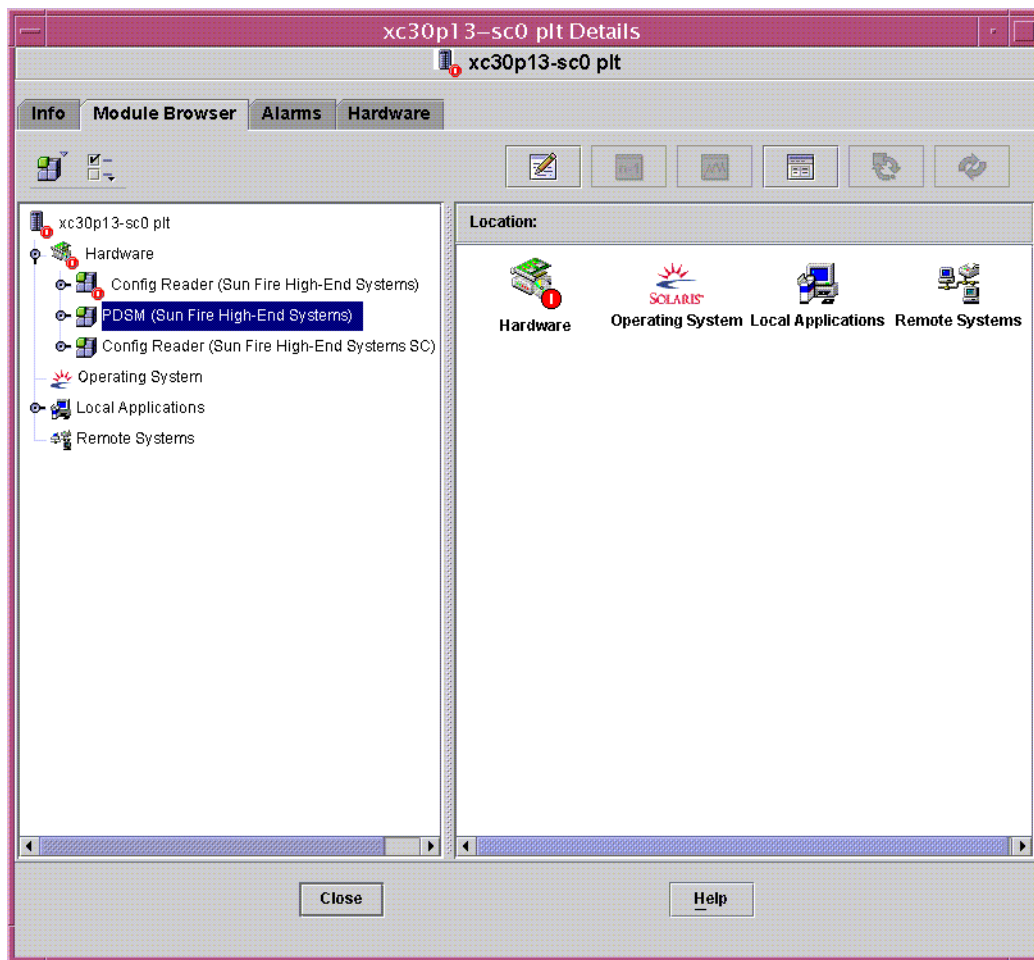 xc30p13-sc0 plt Details
xc30p13-sc0 plt
Info Module Browser Alarms Hardware
xc30p13-sc0 plt
Hardware
Config Reader (Sun Fire High-End Systems)
PDSM (Sun Fire High-End Systems)
Config Reader (Sun Fire High-End Systems SC)
Operating System
Local Applications
Remote Systems
Location:
SOLARIS
Hardware Operating System Local Applications Remote Systems
Close Help